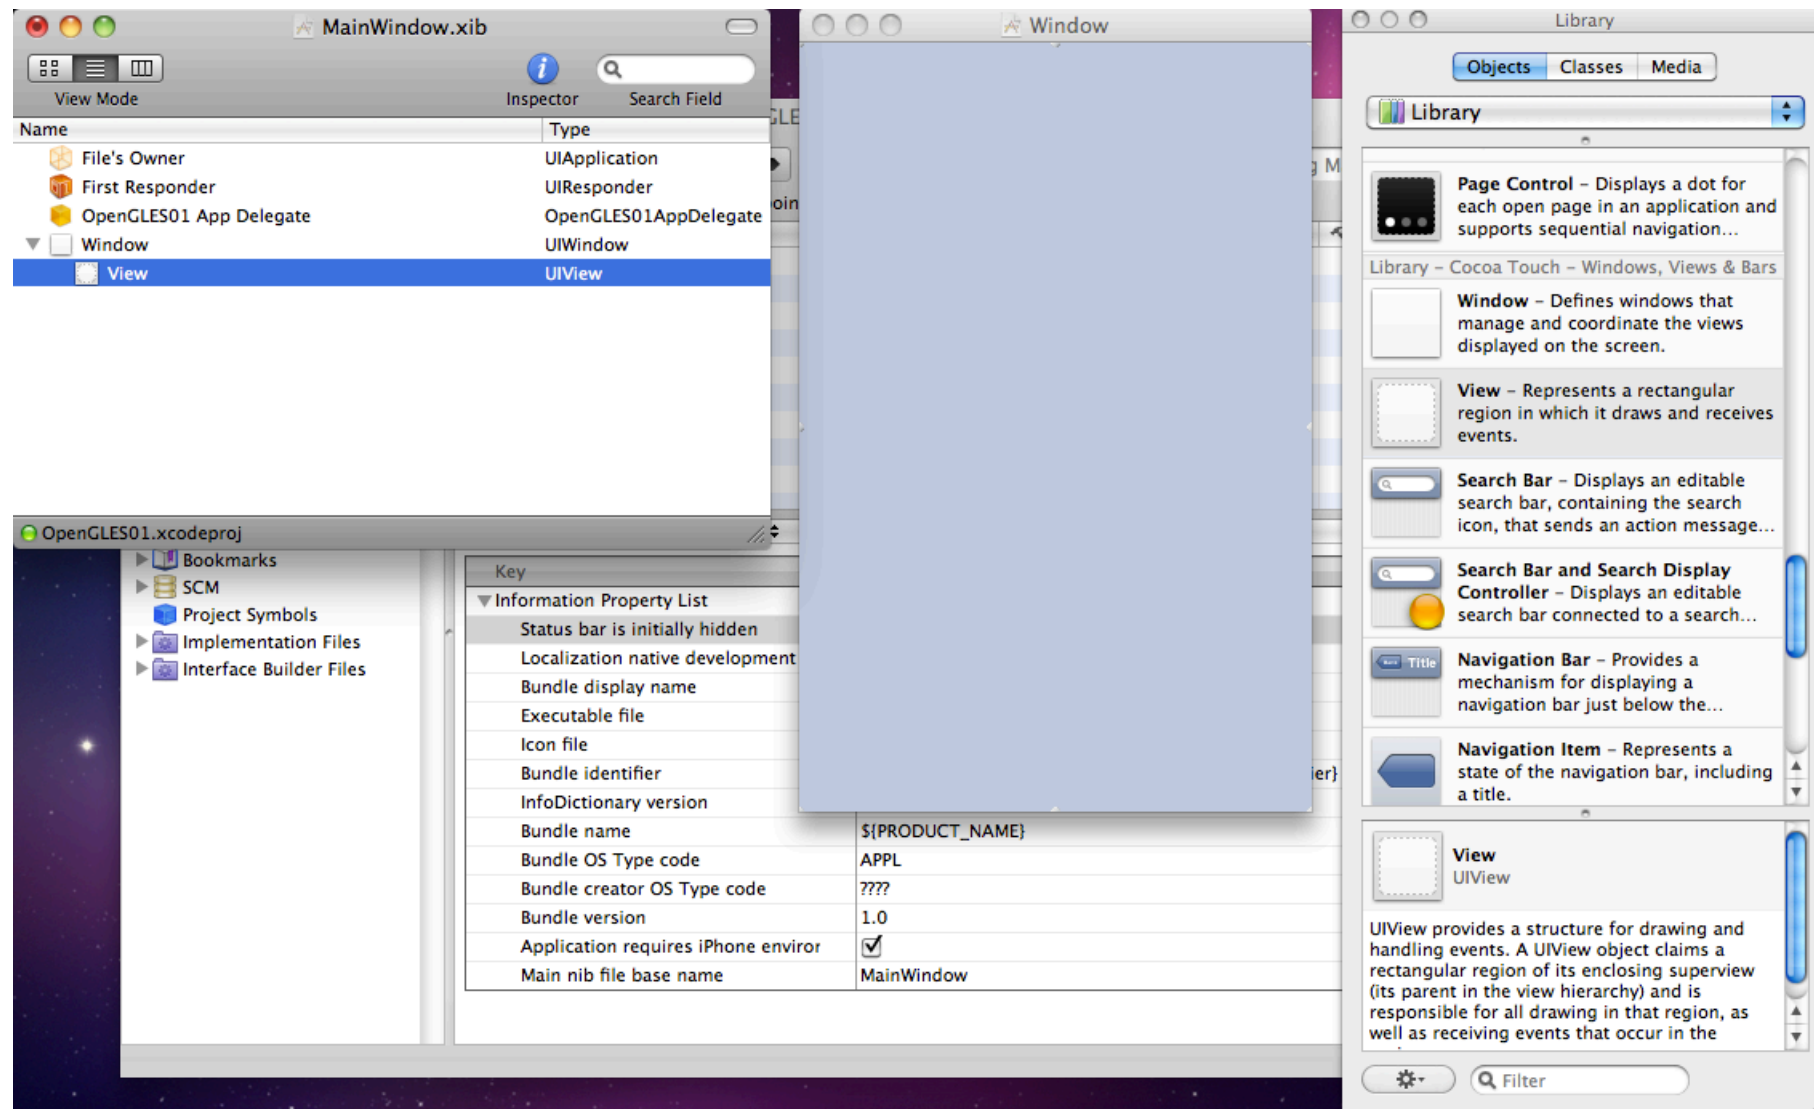 MainWindow.xib
View Mode
Inspector
Search Field
Name Type
File's Owner UIApplication
First Responder UIResponder
OpenGLES01 App Delegate OpenGLES01AppDelegate
Window UIWindow
View UIView
OpenGLES01.xcodeproj
Bookmarks
SCM
Project Symbols
Implementation Files
Interface Builder Files
Key
Information Property List
Status bar is initially hidden
Localization native development
Bundle display name
Executable file
Icon file
Bundle identifier
ier}
InfoDictionary version
Bundle name ${PRODUCT_NAME}
Bundle OS Type code APPL
Bundle creator OS Type code ????
Bundle version 1.0
Application requires iPhone enviror
Main nib file base name MainWindow
Window
Library
Objects Classes Media
Library
Page Control – Displays a dot for
each open page in an application and
supports sequential navigation...
Library – Cocoa Touch – Windows, Views & Bars
Window – Defines windows that
manage and coordinate the views
displayed on the screen.
View – Represents a rectangular
region in which it draws and receives
events.
Search Bar – Displays an editable
search bar, containing the search
icon, that sends an action message...
Search Bar and Search Display
Controller – Displays an editable
search bar connected to a search...
Title
Navigation Bar – Provides a
mechanism for displaying a
navigation bar just below the...
Navigation Item – Represents a
state of the navigation bar, including
a title.
View
UIView
UIView provides a structure for drawing and
handling events. A UIView object claims a
rectangular region of its enclosing superview
(its parent in the view hierarchy) and is
responsible for all drawing in that region, as
well as receiving events that occur in the
Filter